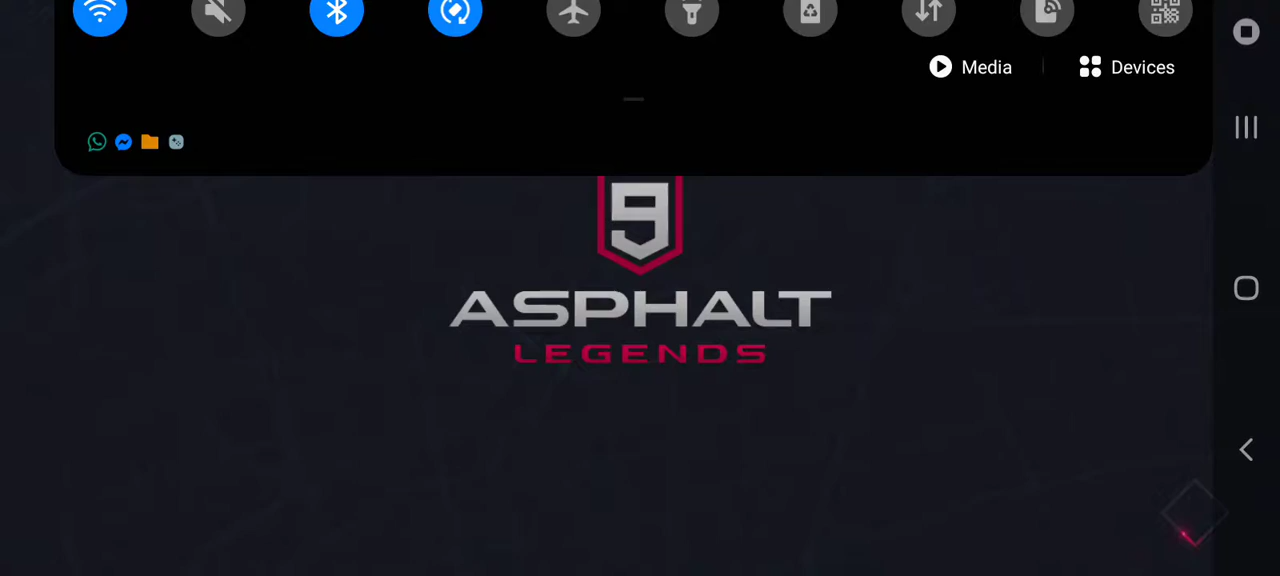 Media
Devices
9
ASPHALT
LEGENDS